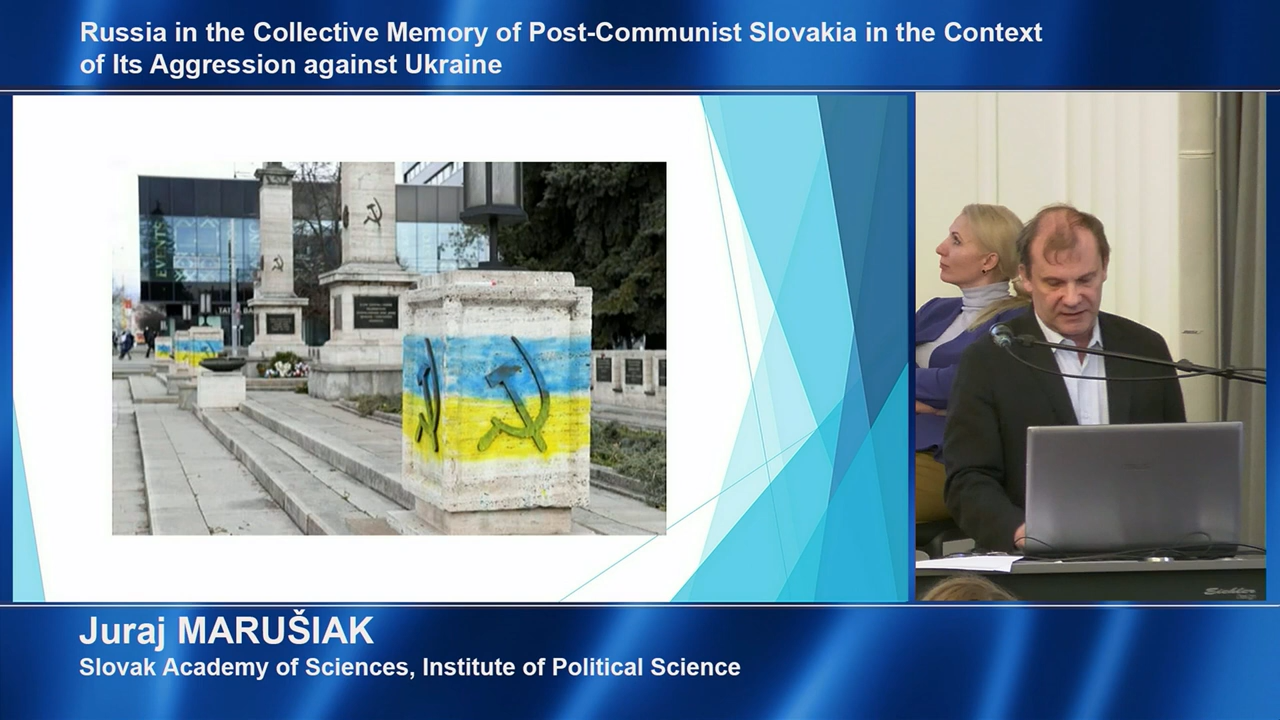 Russia in the Collective Memory of Post-Communist Slovakia in the Context
of Its Aggression against Ukraine
EVENTS
Juraj MARUŠIAK
Slovak Academy of Sciences, Institute of Political Science